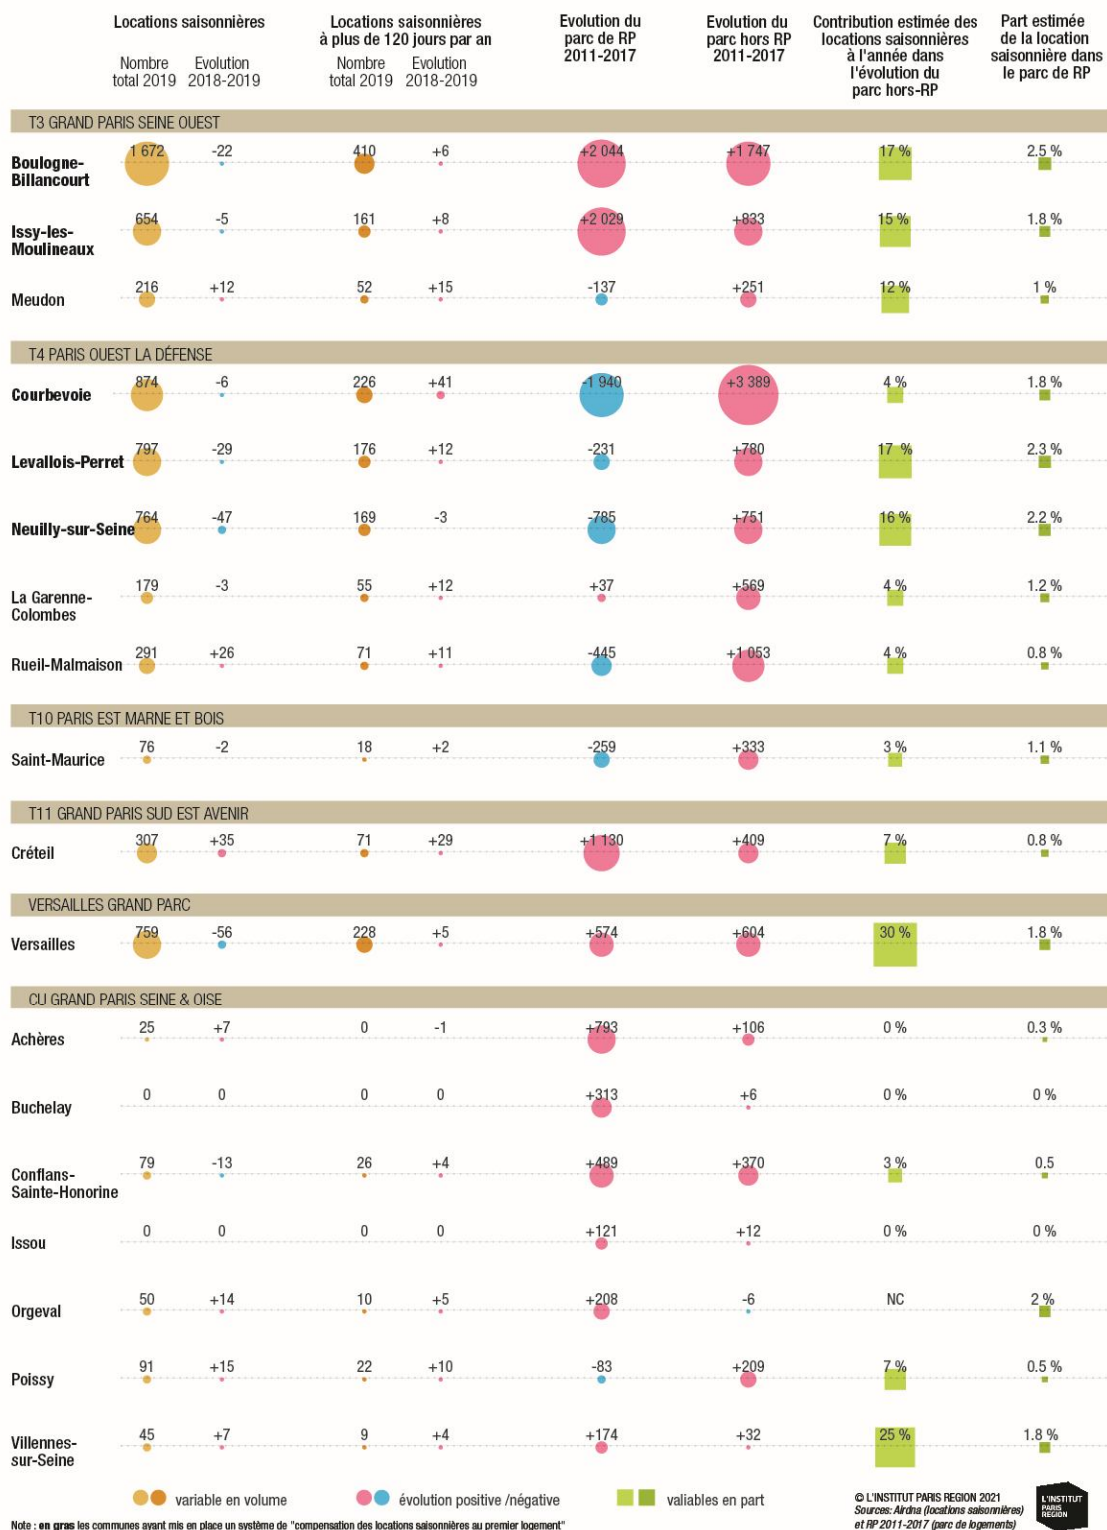 Locations saisonnières
Locations saisonnières
à plus de 120 jours par an
Evolution du
parc de RP
2011-2017
Evolution du
parc hors RP
2011-2017
Contribution estimée des
locations saisonnières
à l'année dans
l'évolution du
parc hors-RP
Part estimée
de la location
saisonnière dans
le parc de RP
Nombre
total 2019
Evolution
2018-2019
Nombre
total 2019
Evolution
2018-2019
T3 GRAND PARIS SEINE OUEST
Boulogne-
Billancourt
1 672 -22 410 +6 +2 044 +1 747 17 % 2.5 %
Issy-les-
Moulineaux
654 -5 161 +8 +2 029 +833 15 % 1.8 %
Meudon 216 +12 52 +15 -137 +251 12 % 1 %
T4 PARIS OUEST LA DÉFENSE
Courbevoie 874 -6 226 +41 -1 940 +3 389 4 % 1.8 %
Levallois-Perret 797 -29 176 +12 -231 +780 17 % 2.3 %
Neuilly-sur-Seine 764 -47 169 -3 -785 +751 16 % 2.2 %
La Garenne-
Colombes
179 -3 55 +12 +37 +569 4 % 1.2 %
Rueil-Malmaison 291 +26 71 +11 -445 +1 053 4 % 0.8 %
T10 PARIS EST MARNE ET BOIS
Saint-Maurice 76 -2 18 +2 -259 +333 3 % 1.1 %
T11 GRAND PARIS SUD EST AVENIR
Créteil 307 +35 71 +29 +1 130 +409 7 % 0.8 %
VERSAILLES GRAND PARC
Versailles 759 -56 228 +5 +574 +604 30 % 1.8 %
CU GRAND PARIS SEINE & OISE
Achères 25 +7 0 -1 +793 +106 0 % 0.3 %
Buchelay 0 0 0 0 +313 +6 0 % 0 %
Conflans-
Sainte-Honorine
79 -13 26 +4 +489 +370 3 % 0.5
Issou 0 0 0 0 +121 +12 0 % 0 %
Orgeval 50 +14 10 +5 +208 -6 NC 2 %
Poissy 91 +15 22 +10 -83 +209 7 % 0.5 %
Villennes-
sur-Seine
45 +7 9 +4 +174 +32 25 % 1.8 %
variable en volume
évolution positive /négative
valiables en part
© L'INSTITUT PARIS REGION 2021
Sources: Airdna (locations saisonnières)
et RP 2011-2017 (parc de logements)
L'INSTITUT
PARIS
REGION
Note : en gras les communes ayant mis en place un système de "compensation des locations saisonnières au premier logement"